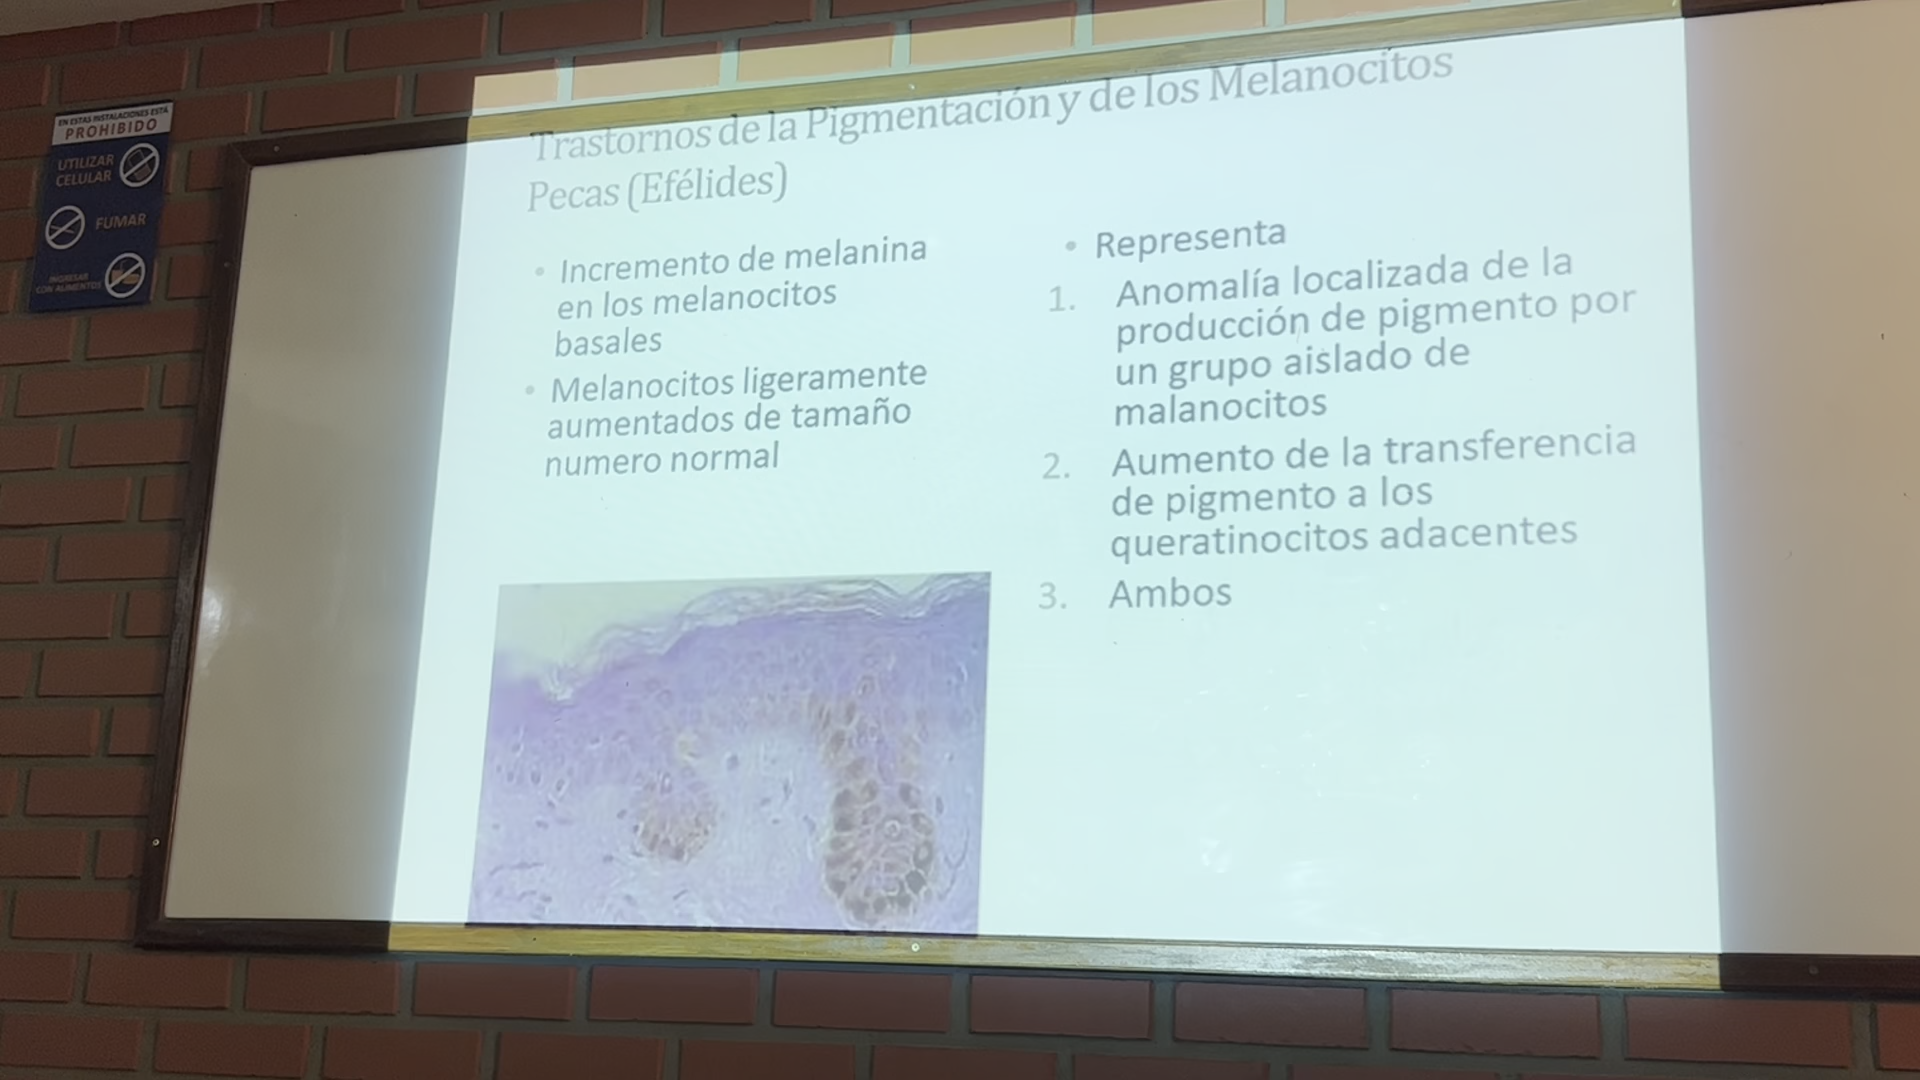 EN ESTAS INSTALACIONES ESTÁ
PROHIBIDO
UTILIZAR
CELULAR
FUMAR
INGRESAR
CON ALIMENTOS
Trastornos de la Pigmentación y de los Melanocitos
Pecas (Efélides)
• Incremento de melanina
en los melanocitos
basales
• Melanocitos ligeramente
aumentados de tamaño
numero normal
• Representa
1. Anomalía localizada de la
producción de pigmento por
un grupo aislado de
malanocitos
2. Aumento de la transferencia
de pigmento a los
queratinocitos adacentes
3. Ambos